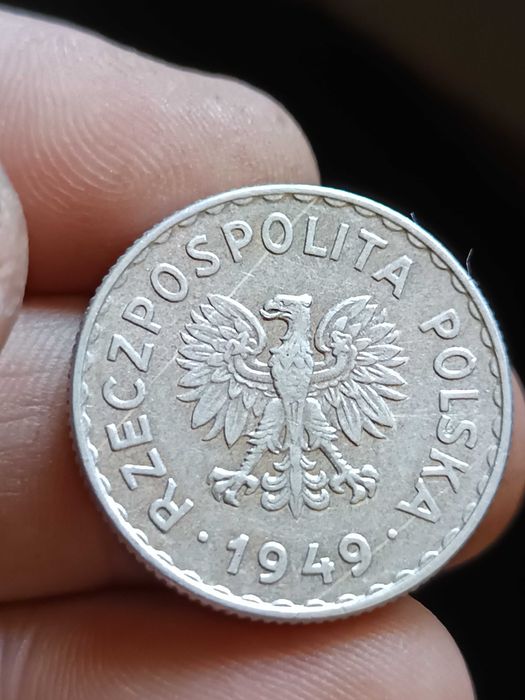 RZECZPOSPOLITA POLSKA
· 1949 ·